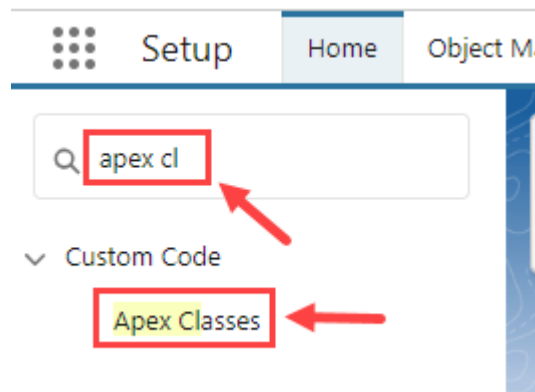 Setup Home Object Ma
apex cl
Custom Code
Apex Classes